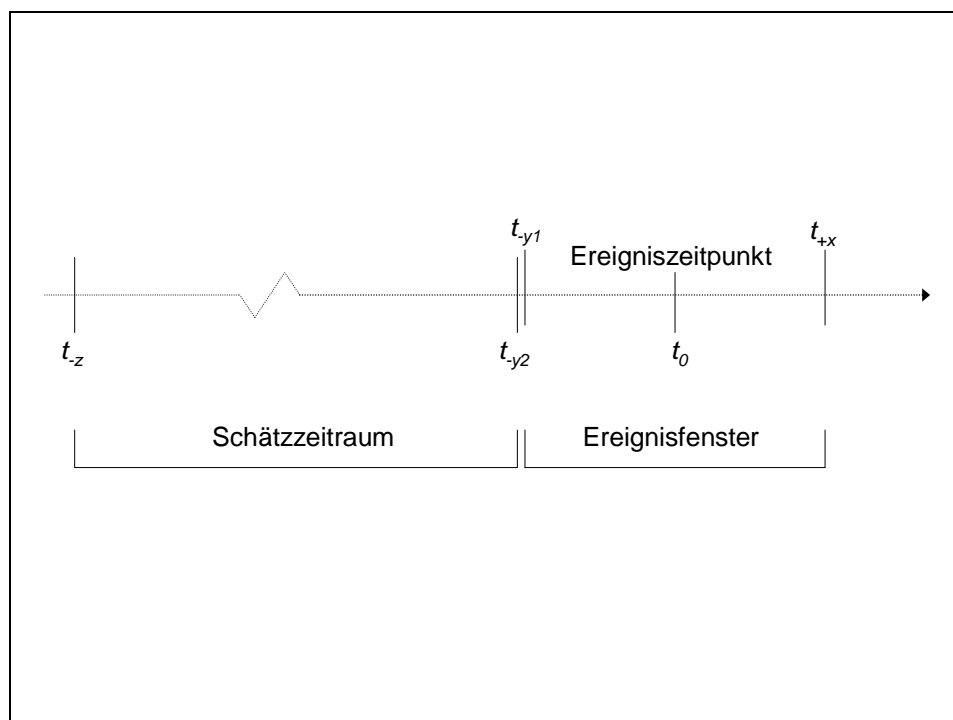 t-y1
t+x
Ereigniszeitpunkt
t-z
t-y2
t0
Schätzzeitraum
Ereignisfenster